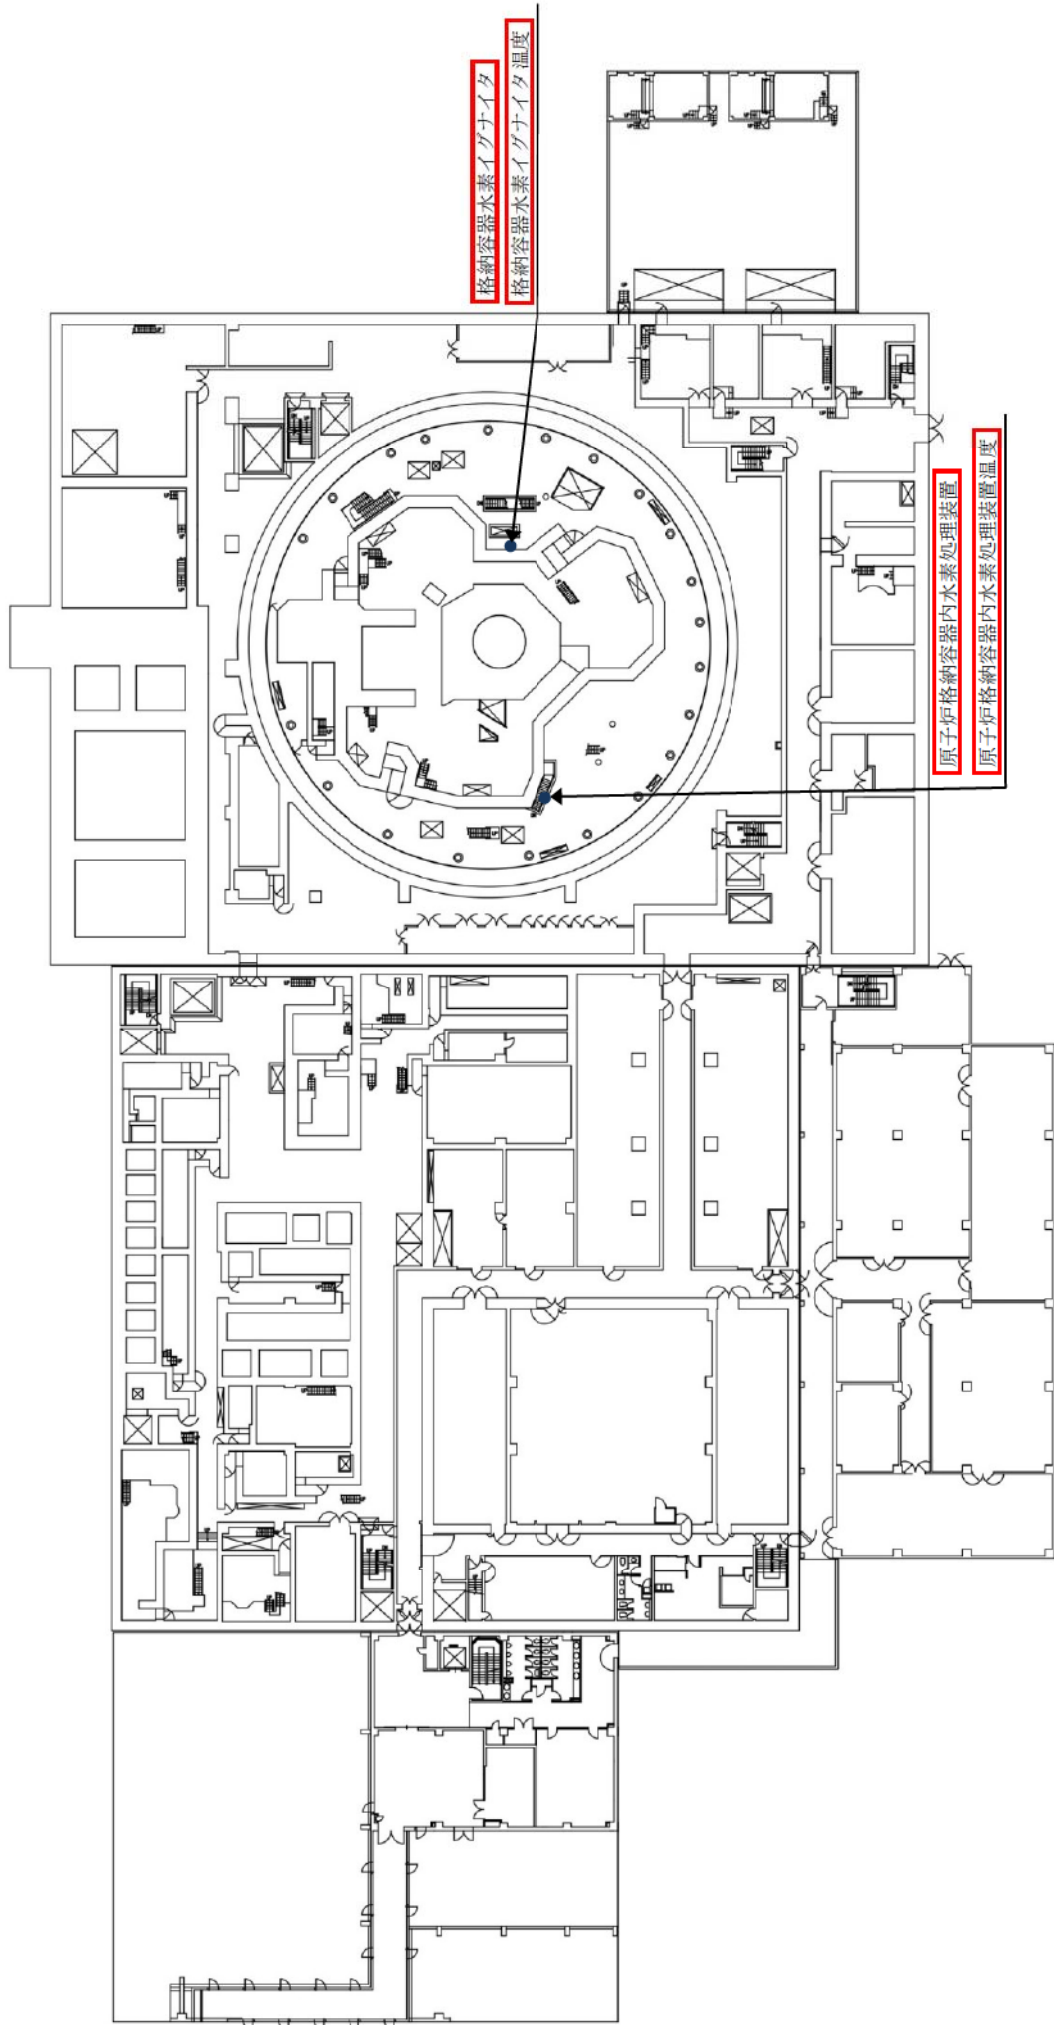 格納容器水素イグナイタ
格納容器水素イグナイタ温度
原子炉格納容器内水素処理装置
原子炉格納容器内水素処理装置温度